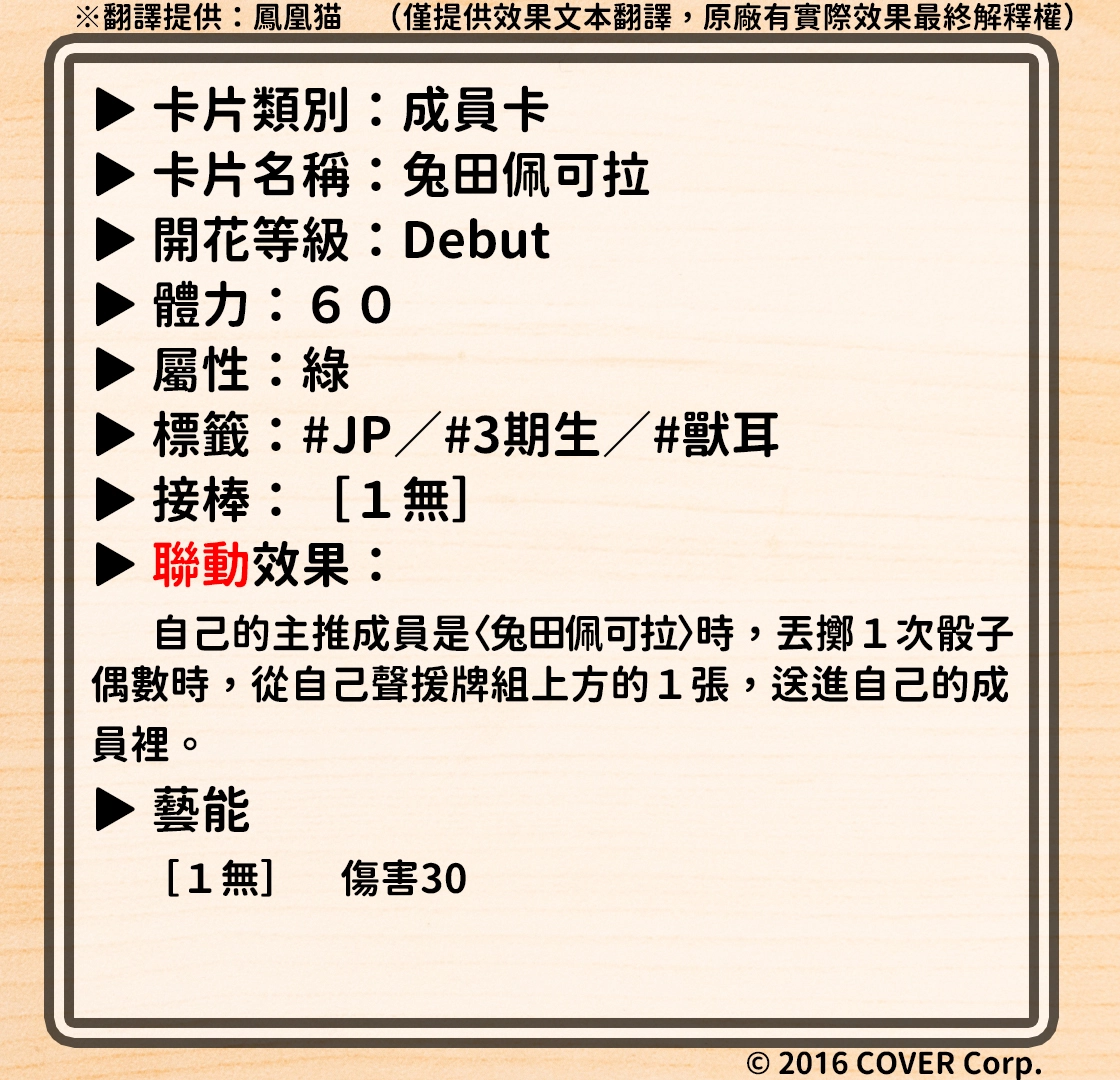 ※翻譯提供：鳳凰猫　（僅提供效果文本翻譯，原廠有實際效果最終解釋權）
▶ 卡片類別：成員卡
▶ 卡片名稱：兔田佩可拉
▶ 開花等級：Debut
▶ 體力：６０
▶ 屬性：綠
▶ 標籤：#JP／#3期生／#獸耳
▶ 接棒：［１無］
▶ 聯動效果：
自己的主推成員是〈兔田佩可拉〉時，丟擲１次骰子
偶數時，從自己聲援牌組上方的１張，送進自己的成
員裡。
▶ 藝能
［１無］　傷害30
© 2016 COVER Corp.